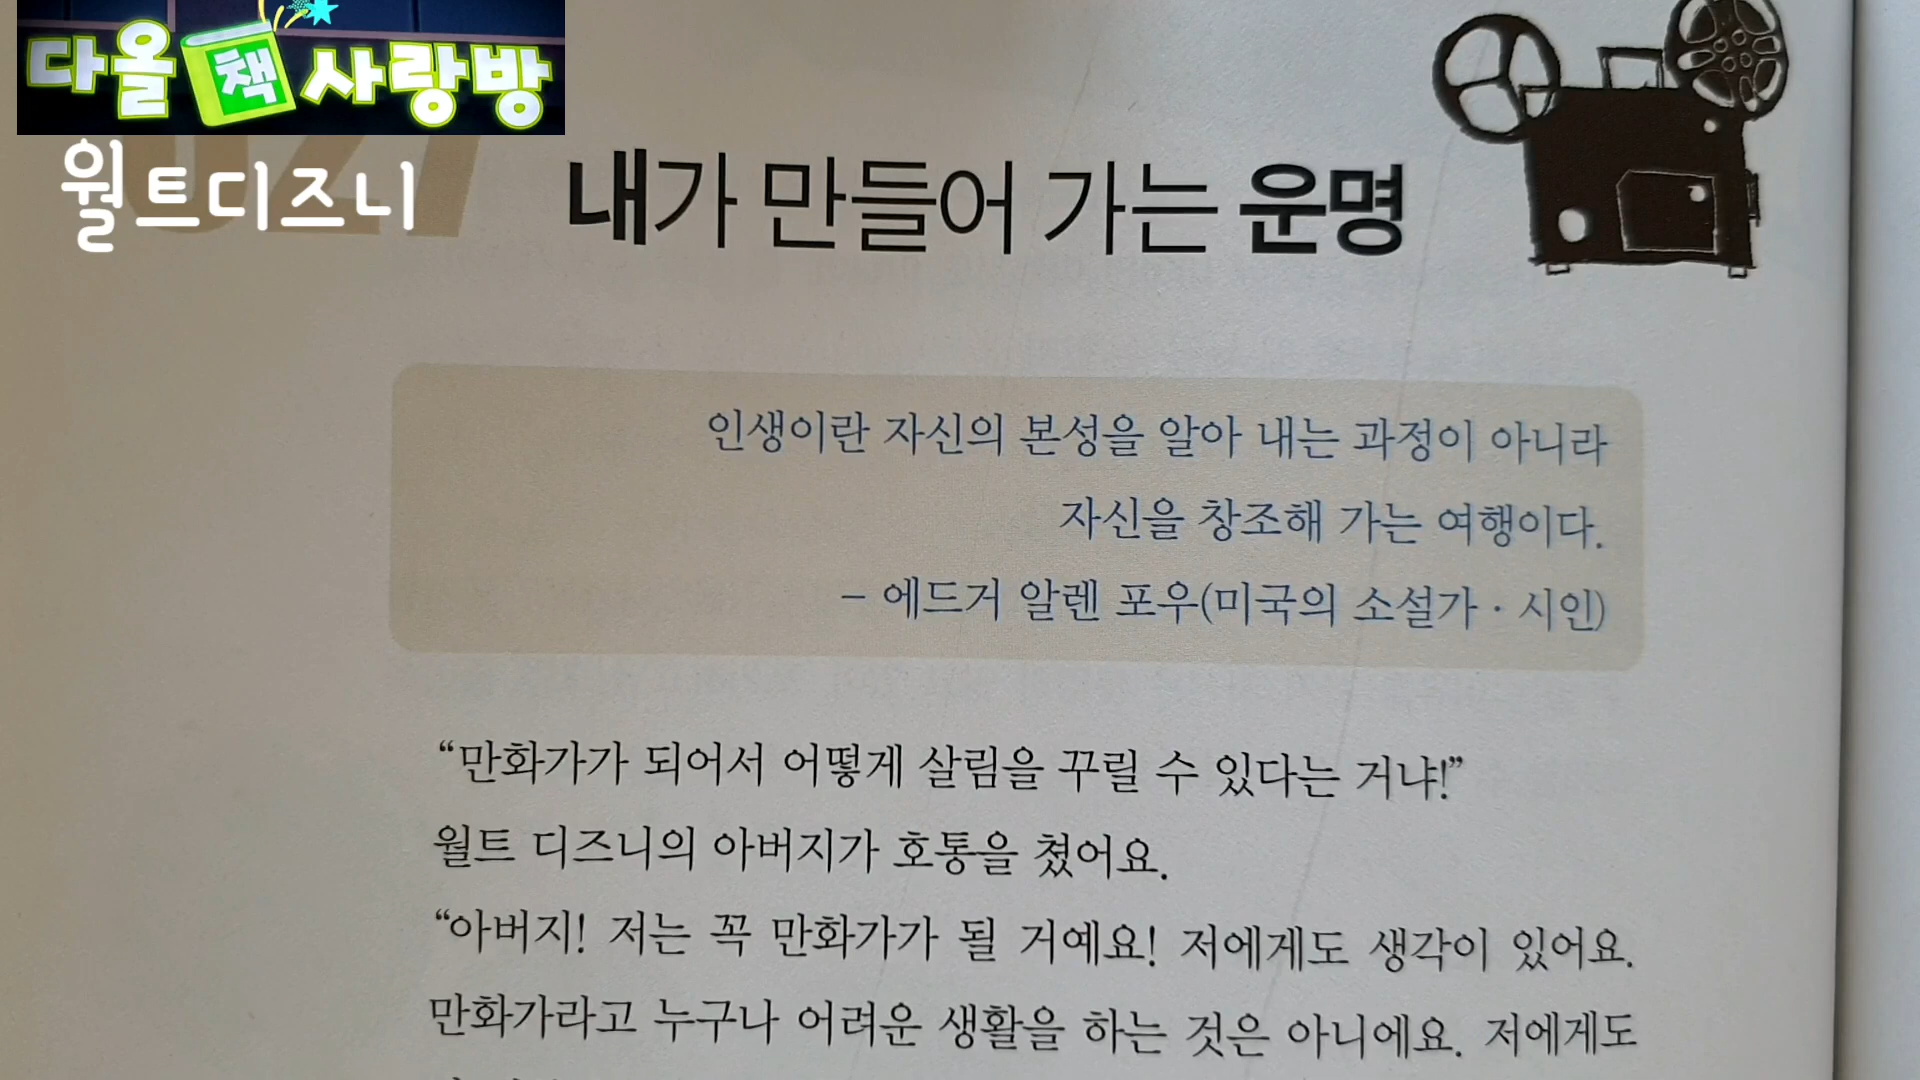 다올 책 사랑방
월트디즈니
내가 만들어 가는 운명
인생이란 자신의 본성을 알아 내는 과정이 아니라
자신을 창조해 가는 여행이다.
– 에드거 알렌 포우(미국의 소설가 · 시인)
“만화가가 되어서 어떻게 살림을 꾸릴 수 있다는 거냐!”
월트 디즈니의 아버지가 호통을 쳤어요.
“아버지! 저는 꼭 만화가가 될 거예요! 저에게도 생각이 있어요.
만화가라고 누구나 어려운 생활을 하는 것은 아니에요. 저에게도